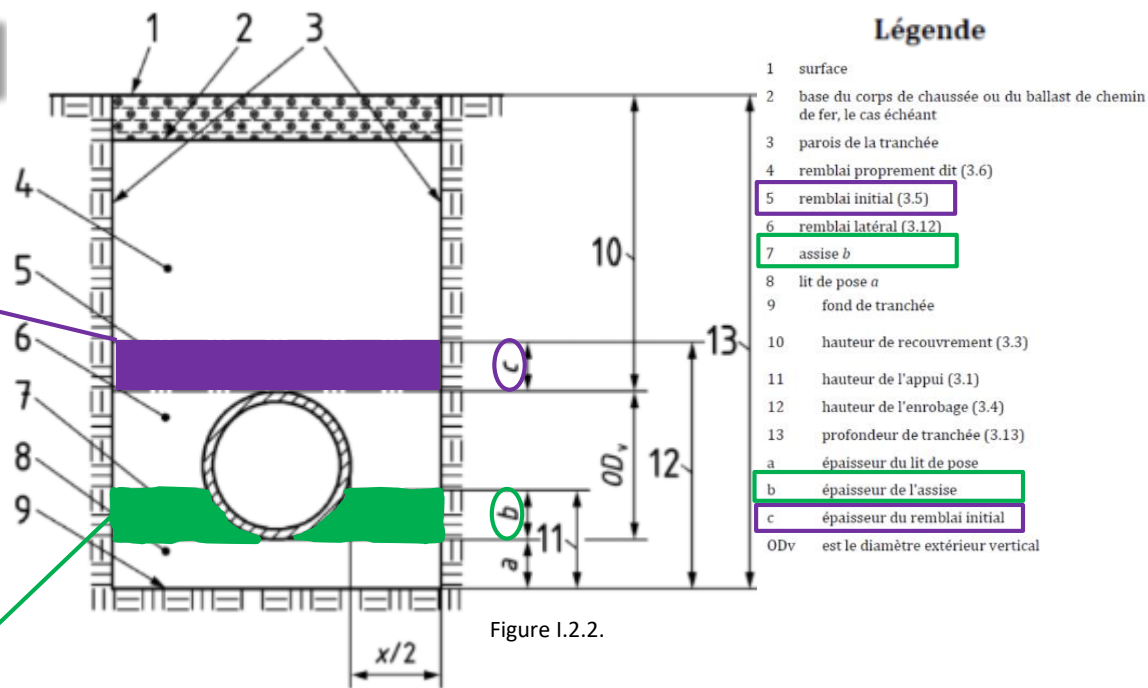 1
2
3
4
5
6
7
8
9
10
13
c
ODv
12
b
11
a
x/2
Figure I.2.2.
Légende
1 surface
2 base du corps de chaussée ou du ballast de chemin
de fer, le cas échéant
3 parois de la tranchée
4 remblai proprement dit (3.6)
5 remblai initial (3.5)
6 remblai latéral (3.12)
7 assise b
8 lit de pose a
9 fond de tranchée
10 hauteur de recouvrement (3.3)
11 hauteur de l'appui (3.1)
12 hauteur de l'enrobage (3.4)
13 profondeur de tranchée (3.13)
a épaisseur du lit de pose
b épaisseur de l'assise
c épaisseur du remblai initial
ODv est le diamètre extérieur vertical